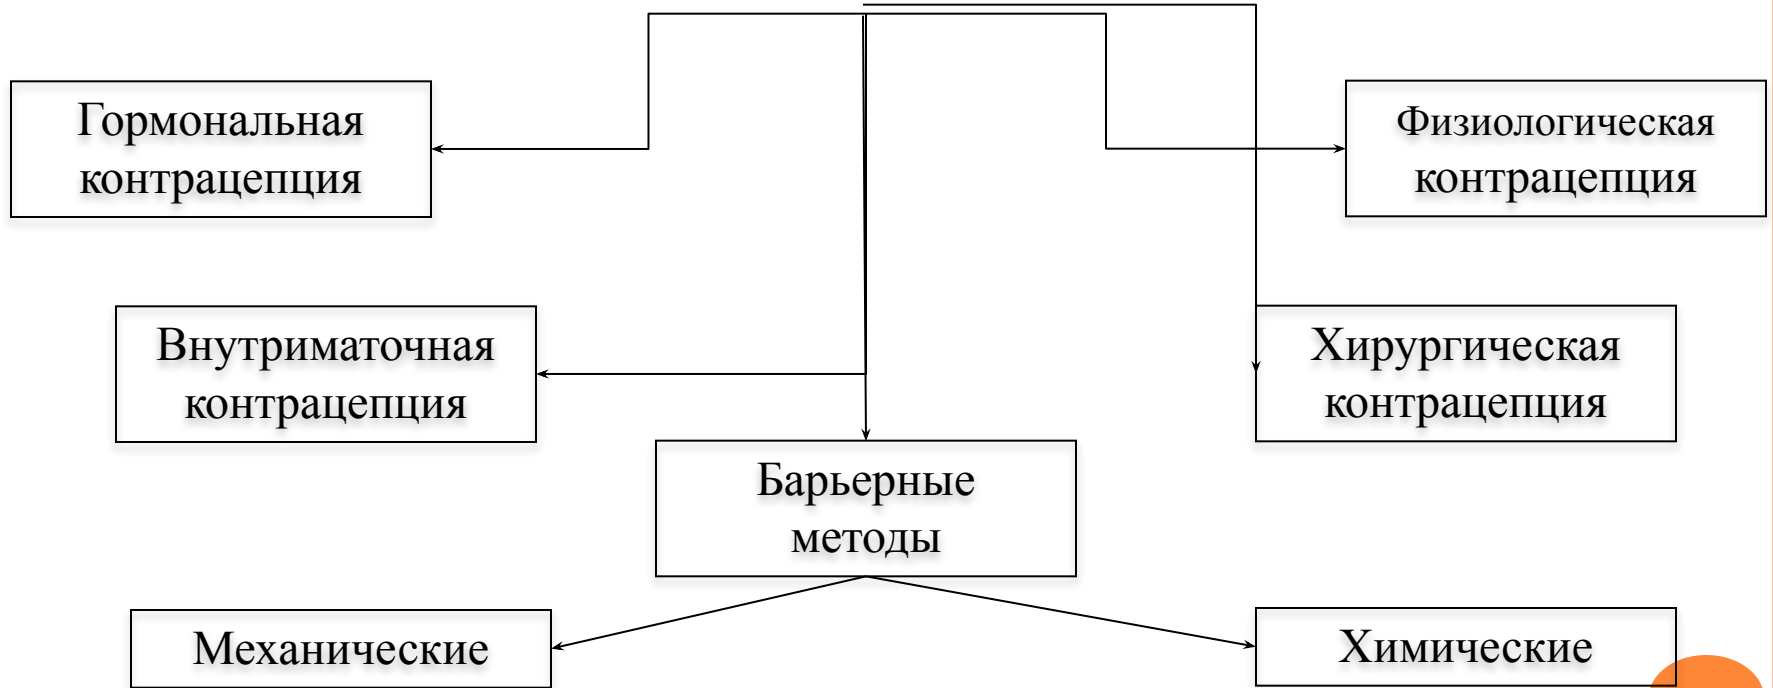 Гормональная
контрацепция
Физиологическая
контрацепция
Внутриматочная
контрацепция
Хирургическая
контрацепция
Барьерные
методы
Механические
Химические